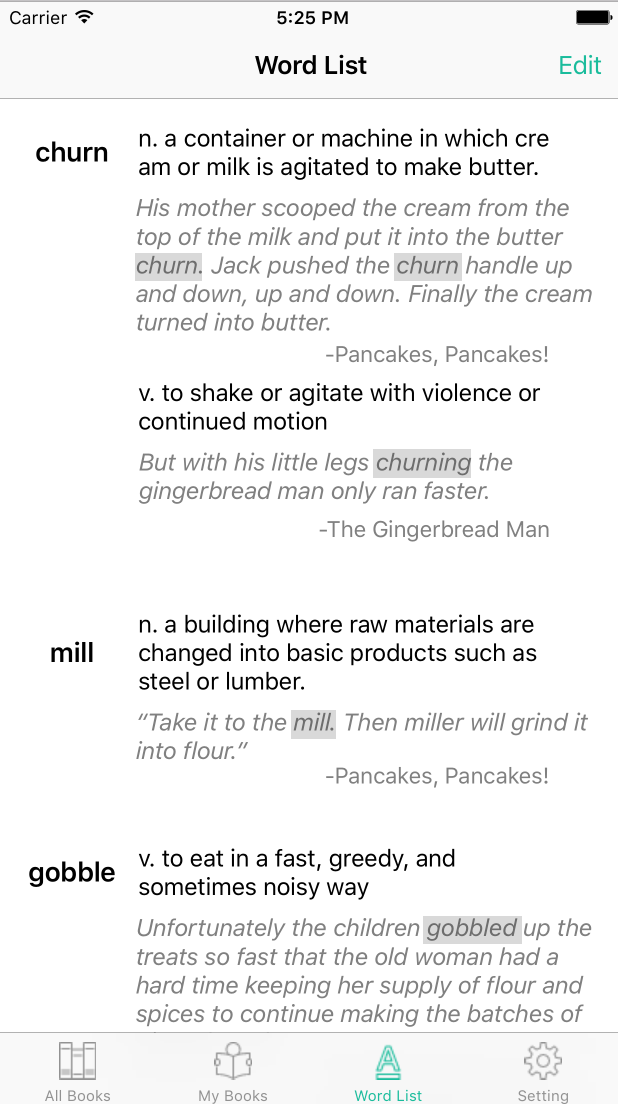 Carrier 5:25 PM
Word List Edit
churn
n. a container or machine in which cre
am or milk is agitated to make butter.
His mother scooped the cream from the
top of the milk and put it into the butter
churn. Jack pushed the churn handle up
and down, up and down. Finally the cream
turned into butter.
-Pancakes, Pancakes!
v. to shake or agitate with violence or
continued motion
But with his little legs churning the
gingerbread man only ran faster.
-The Gingerbread Man
mill
n. a building where raw materials are
changed into basic products such as
steel or lumber.
“Take it to the mill. Then miller will grind it
into flour.”
-Pancakes, Pancakes!
gobble
v. to eat in a fast, greedy, and
sometimes noisy way
Unfortunately the children gobbled up the
treats so fast that the old woman had a
hard time keeping her supply of flour and
spices to continue making the batches of
All Books My Books Word List Setting